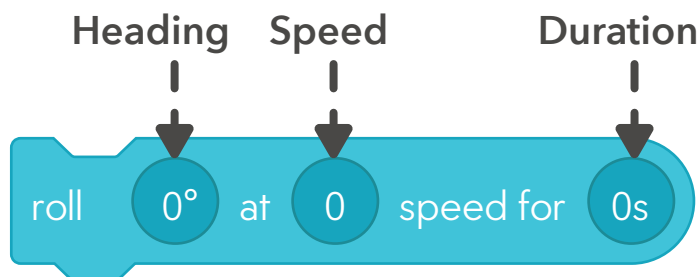 Heading Speed Duration
roll 0° at 0 speed for 0s